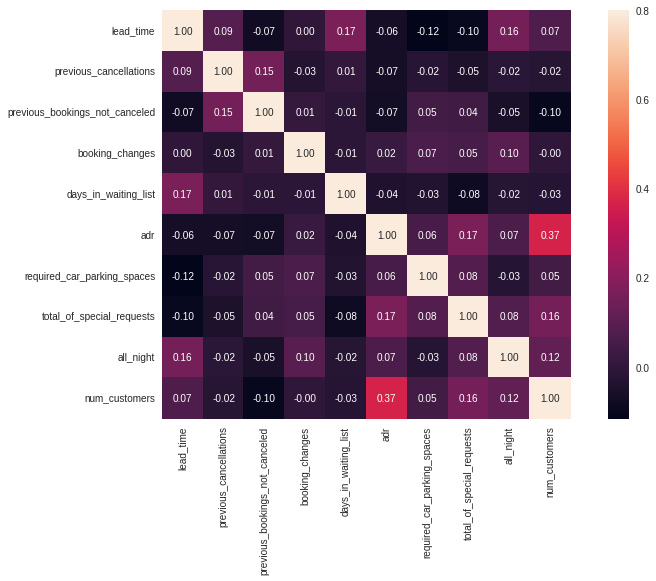 lead_time 1.00 0.09 -0.07 0.00 0.17 -0.06 -0.12 -0.10 0.16 0.07
previous_cancellations 0.09 1.00 0.15 -0.03 0.01 -0.07 -0.02 -0.05 -0.02 -0.02
previous_bookings_not_canceled -0.07 0.15 1.00 0.01 -0.01 -0.07 0.05 0.04 -0.05 -0.10
booking_changes 0.00 -0.03 0.01 1.00 -0.01 0.02 0.07 0.05 0.10 -0.00
days_in_waiting_list 0.17 0.01 -0.01 -0.01 1.00 -0.04 -0.03 -0.08 -0.02 -0.03
adr -0.06 -0.07 -0.07 0.02 -0.04 1.00 0.06 0.17 0.07 0.37
required_car_parking_spaces -0.12 -0.02 0.05 0.07 -0.03 0.06 1.00 0.08 -0.03 0.05
total_of_special_requests -0.10 -0.05 0.04 0.05 -0.08 0.17 0.08 1.00 0.08 0.16
all_night 0.16 -0.02 -0.05 0.10 -0.02 0.07 -0.03 0.08 1.00 0.12
num_customers 0.07 -0.02 -0.10 -0.00 -0.03 0.37 0.05 0.16 0.12 1.00
lead_time
previous_cancellations
previous_bookings_not_canceled
booking_changes
days_in_waiting_list
adr
required_car_parking_spaces
total_of_special_requests
all_night
num_customers
0.8
0.6
0.4
0.2
0.0